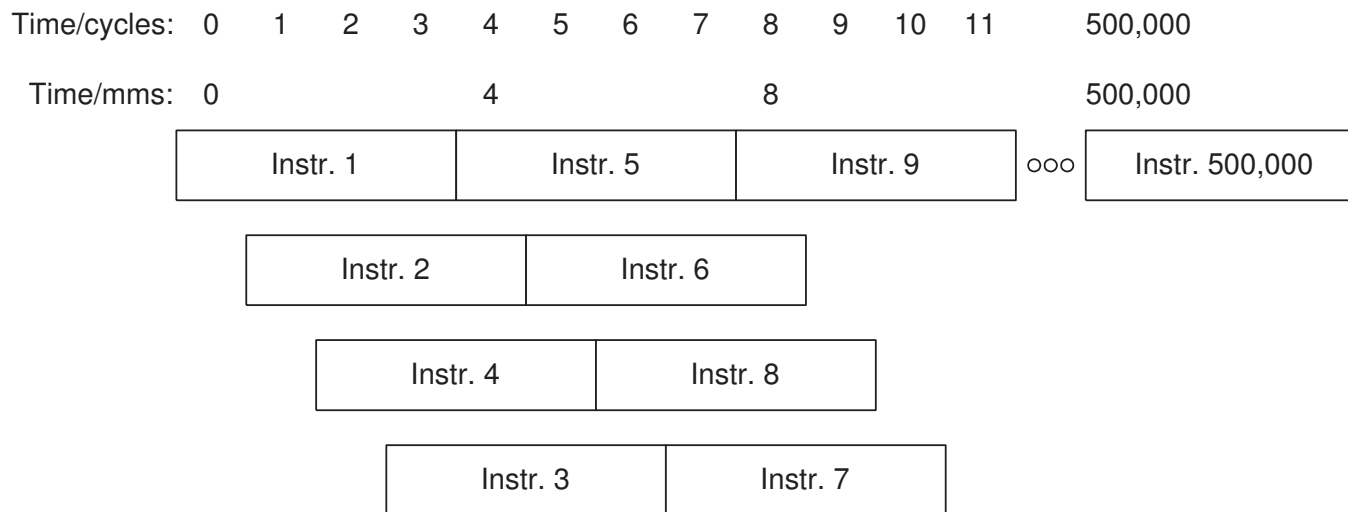 Time/cycles: 0 1 2 3 4 5 6 7 8 9 10 11 500,000
Time/mms: 0 4 8 500,000
Instr. 1 Instr. 5 Instr. 9 ooo Instr. 500,000
Instr. 2 Instr. 6
Instr. 4 Instr. 8
Instr. 3 Instr. 7